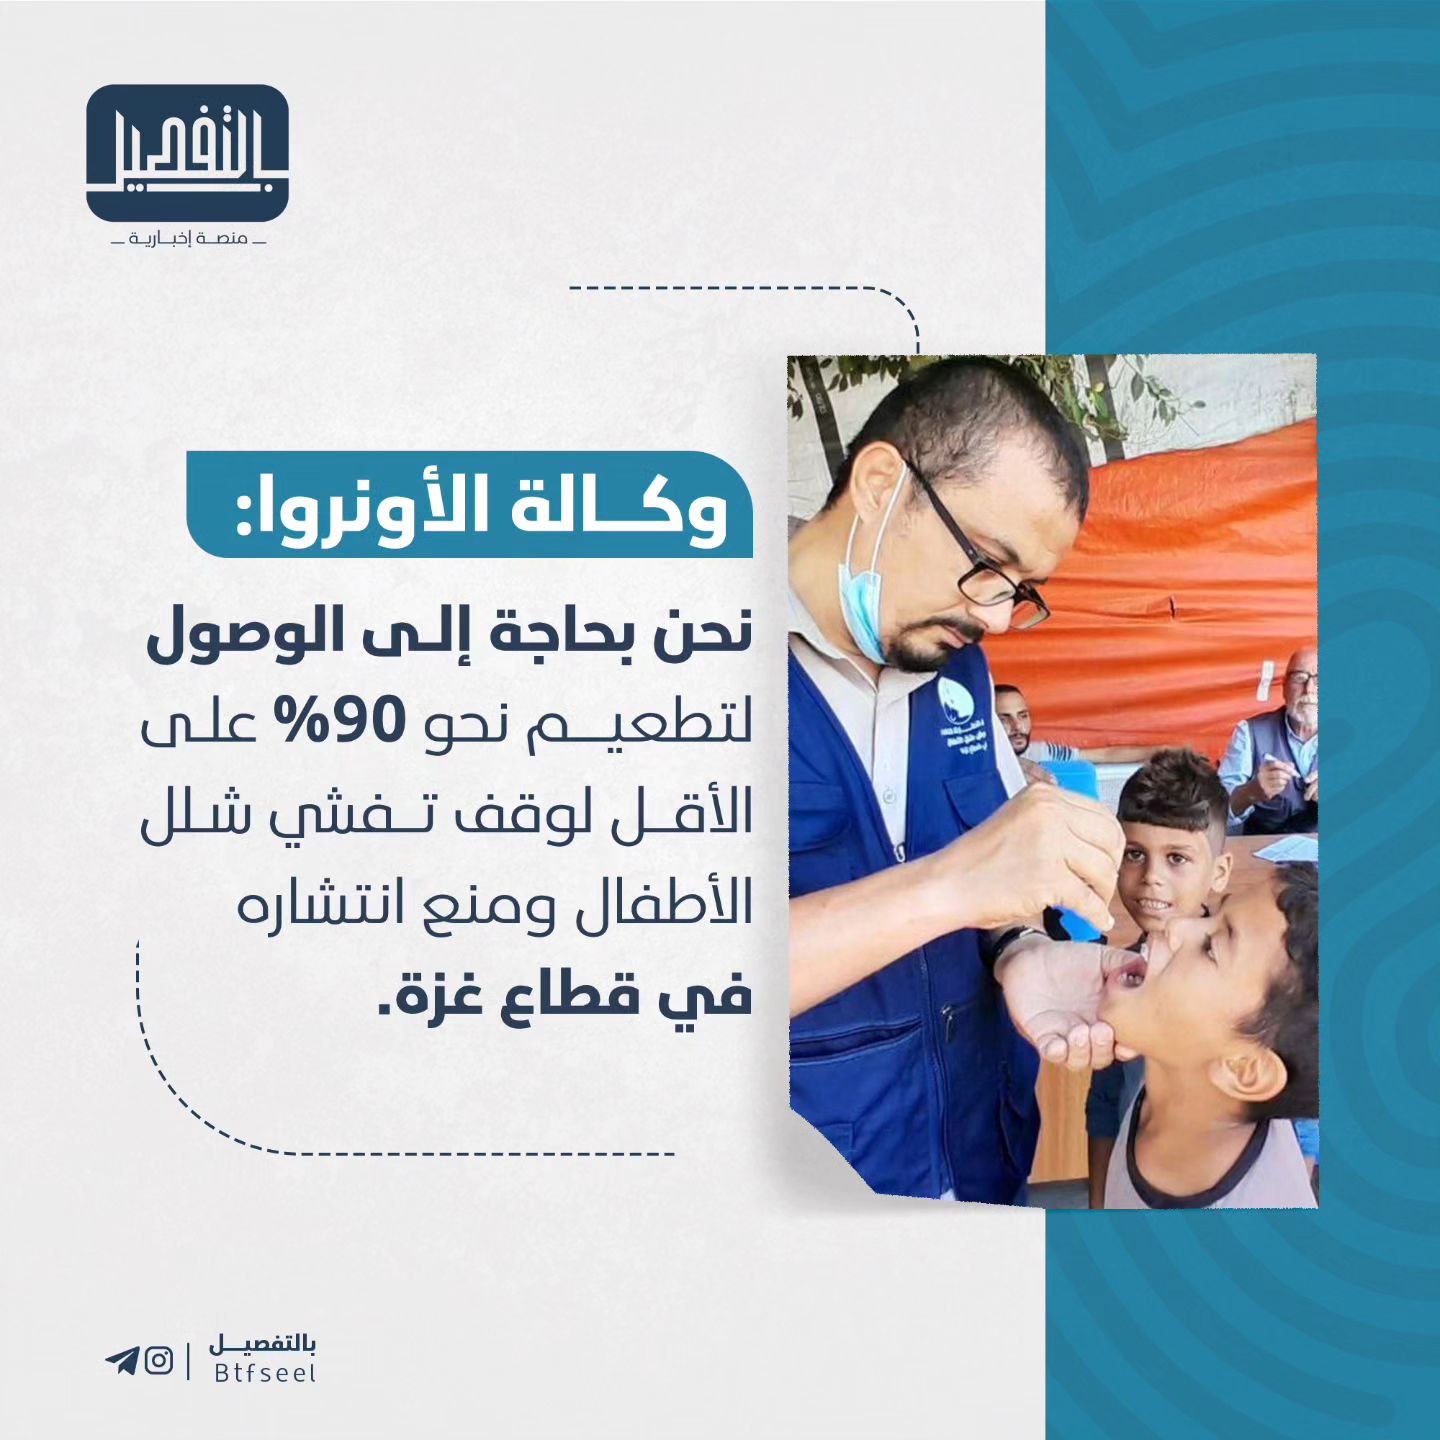 بالتفصيل
منصة إخبارية
وكالة الأونروا:
نحن بحاجة إلى الوصول
لتطعيم نحو 90% على
الأقل لوقف تفشي شلل
الأطفال ومنع انتشاره
في قطاع غزة.
بالتفصيل
Btfseel